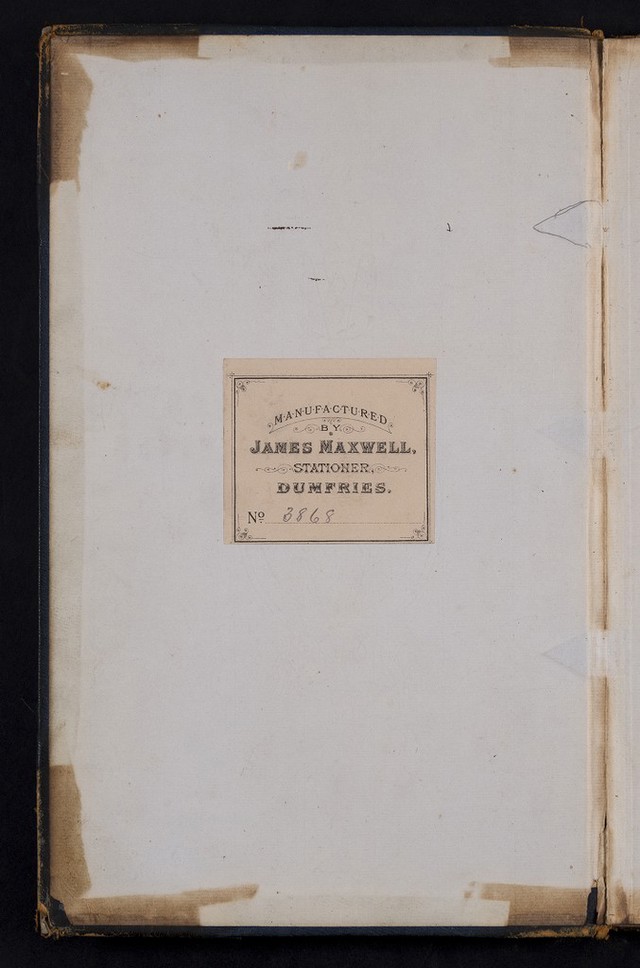 MANUFACTURED
BY
JAMES MAXWELL,
STATIONER,
DUMFRIES.
No 3868